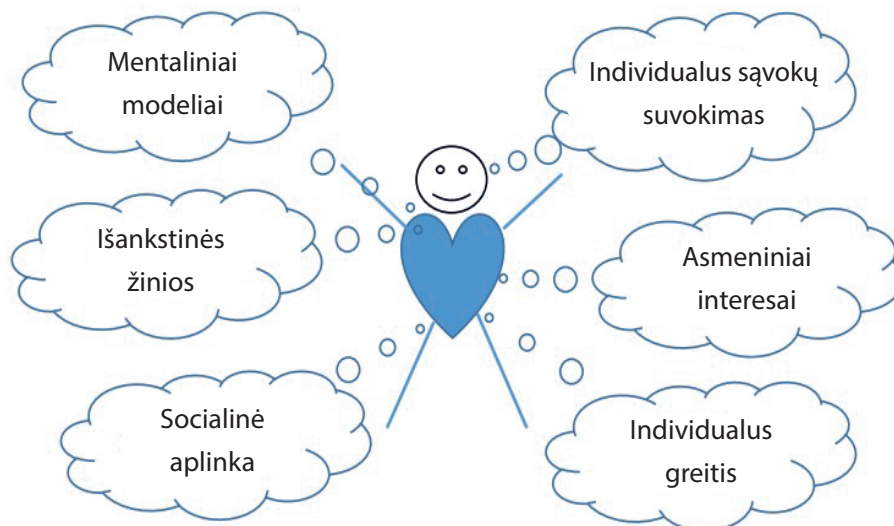 Mentaliniai
modeliai
Individualus sąvokų
suvokimas
Išankstinės
žinios
Asmeniniai
interesai
Socialinė
aplinka
Individualus
greitis